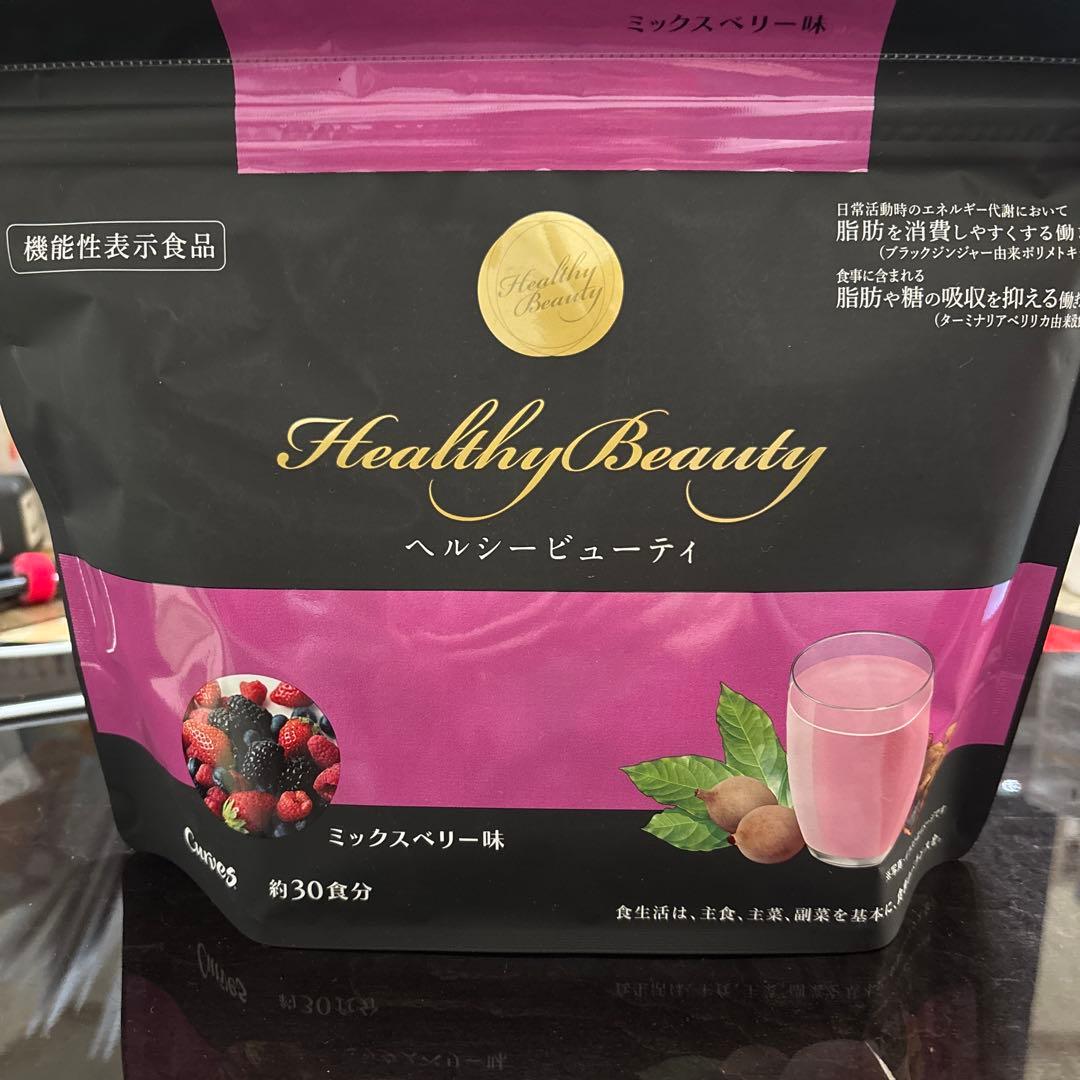 ミックスベリー味
機能性表示食品
Healthy
Beauty
日常活動時のエネルギー代謝において
脂肪を消費しやすくする働
(ブラックジンジャー由来ポリメトキ
食事に含まれる
脂肪や糖の吸収を抑える働
(ターミナリアベリリカ由来
Healthy Beauty
ヘルシービューティ
ミックスベリー味
Curves
約30食分
食生活は、主食、主菜、副菜を基本に、